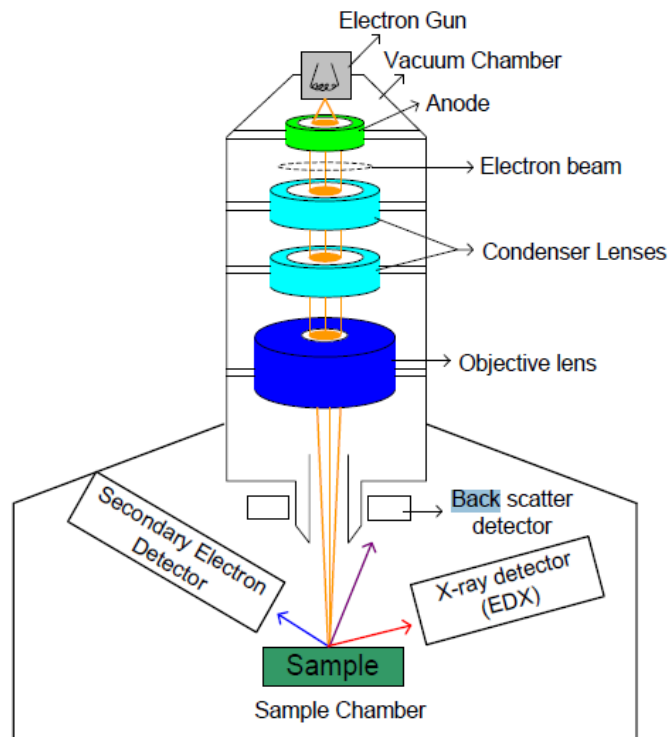 Electron Gun
Vacuum Chamber
Anode
Electron beam
Condenser Lenses
Objective lens
Back scatter
detector
Secondary Electron
Detector
X-ray detector
(EDX)
Sample
Sample Chamber